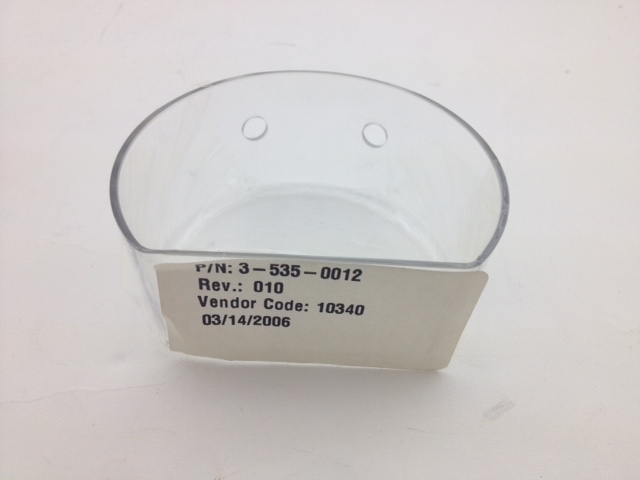 P/N: 3-535-0012
Rev.: 010
Vendor Code: 10340
03/14/2006